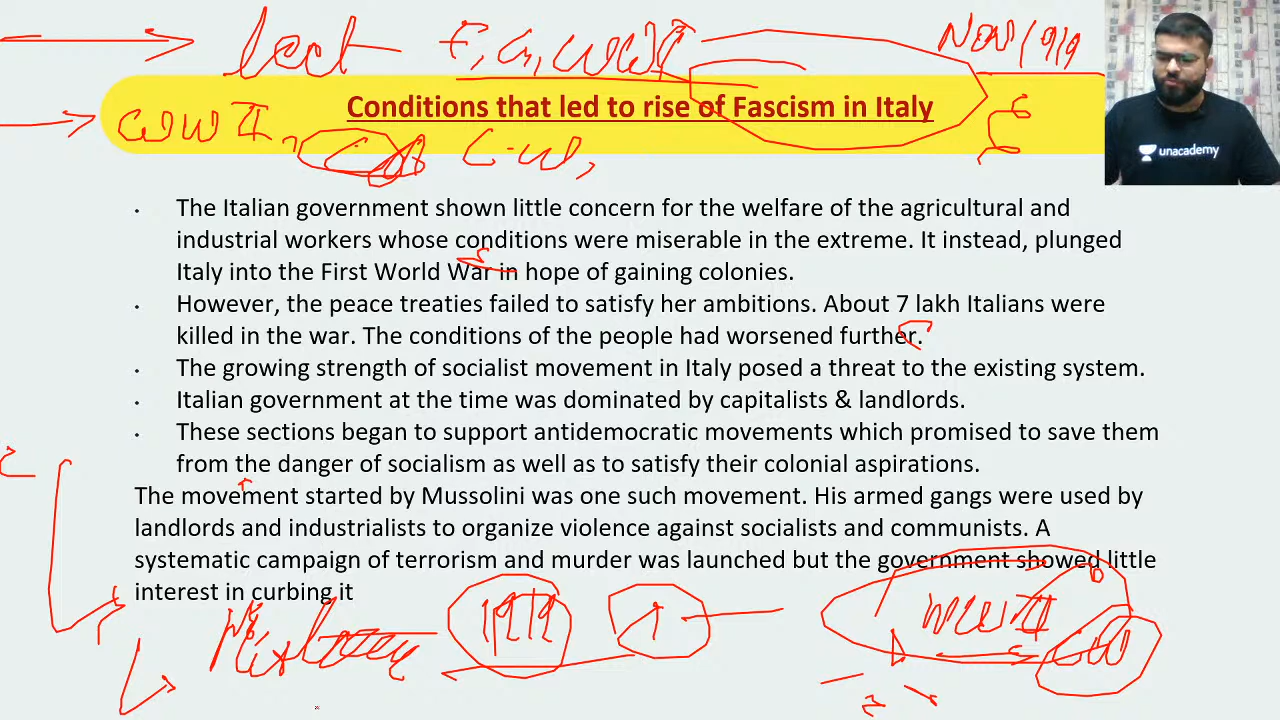 Nov 1919
Conditions that led to rise of Fascism in Italy
WW II,
unacademy
• The Italian government shown little concern for the welfare of the agricultural and
industrial workers whose conditions were miserable in the extreme. It instead, plunged
Italy into the First World War in hope of gaining colonies.
• However, the peace treaties failed to satisfy her ambitions. About 7 lakh Italians were
killed in the war. The conditions of the people had worsened further.
• The growing strength of socialist movement in Italy posed a threat to the existing system.
• Italian government at the time was dominated by capitalists & landlords.
• These sections began to support antidemocratic movements which promised to save them
from the danger of socialism as well as to satisfy their colonial aspirations.
The movement started by Mussolini was one such movement. His armed gangs were used by
landlords and industrialists to organize violence against socialists and communists. A
systematic campaign of terrorism and murder was launched but the government showed little
interest in curbing it
1919